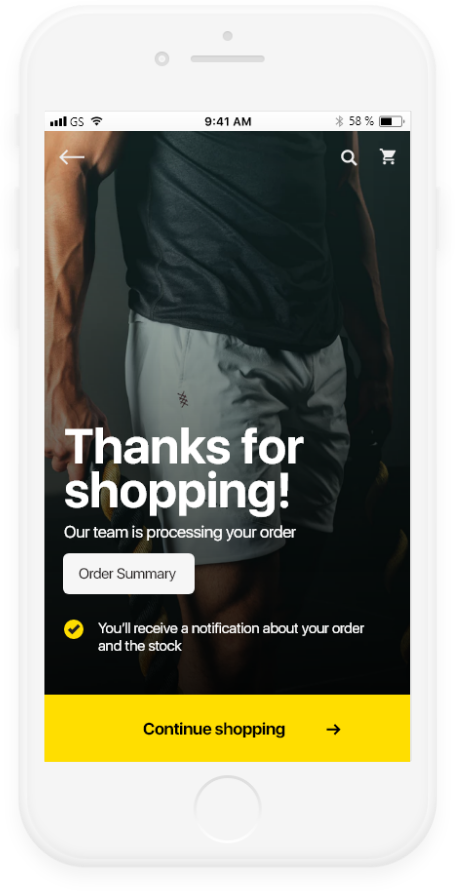 GS 9:41 AM 58 %
Thanks for
shopping!
Our team is processing your order
Order Summary
You'll receive a notification about your order
and the stock
Continue shopping